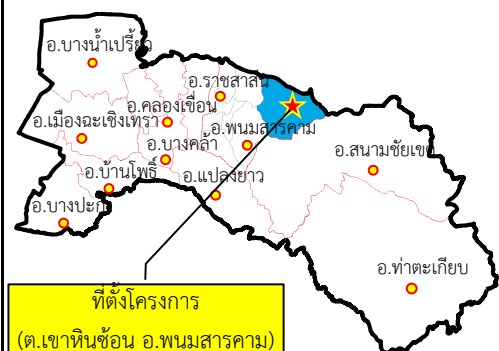 อ.บางน้ำเปรี้ยว
อ.ราชสาส์น
อ.คลองเขื่อน
อ.เมืองฉะเชิงเทรา
อ.พนมสารคาม
อ.บางคล้า
อ.สนามชัยเขต
อ.บ้านโพธิ์
อ.แปลงยาว
อ.บางปะกง
อ.ท่าตะเกียบ
ที่ตั้งโครงการ
(ต.เขาหินซ้อน อ.พนมสารคาม)